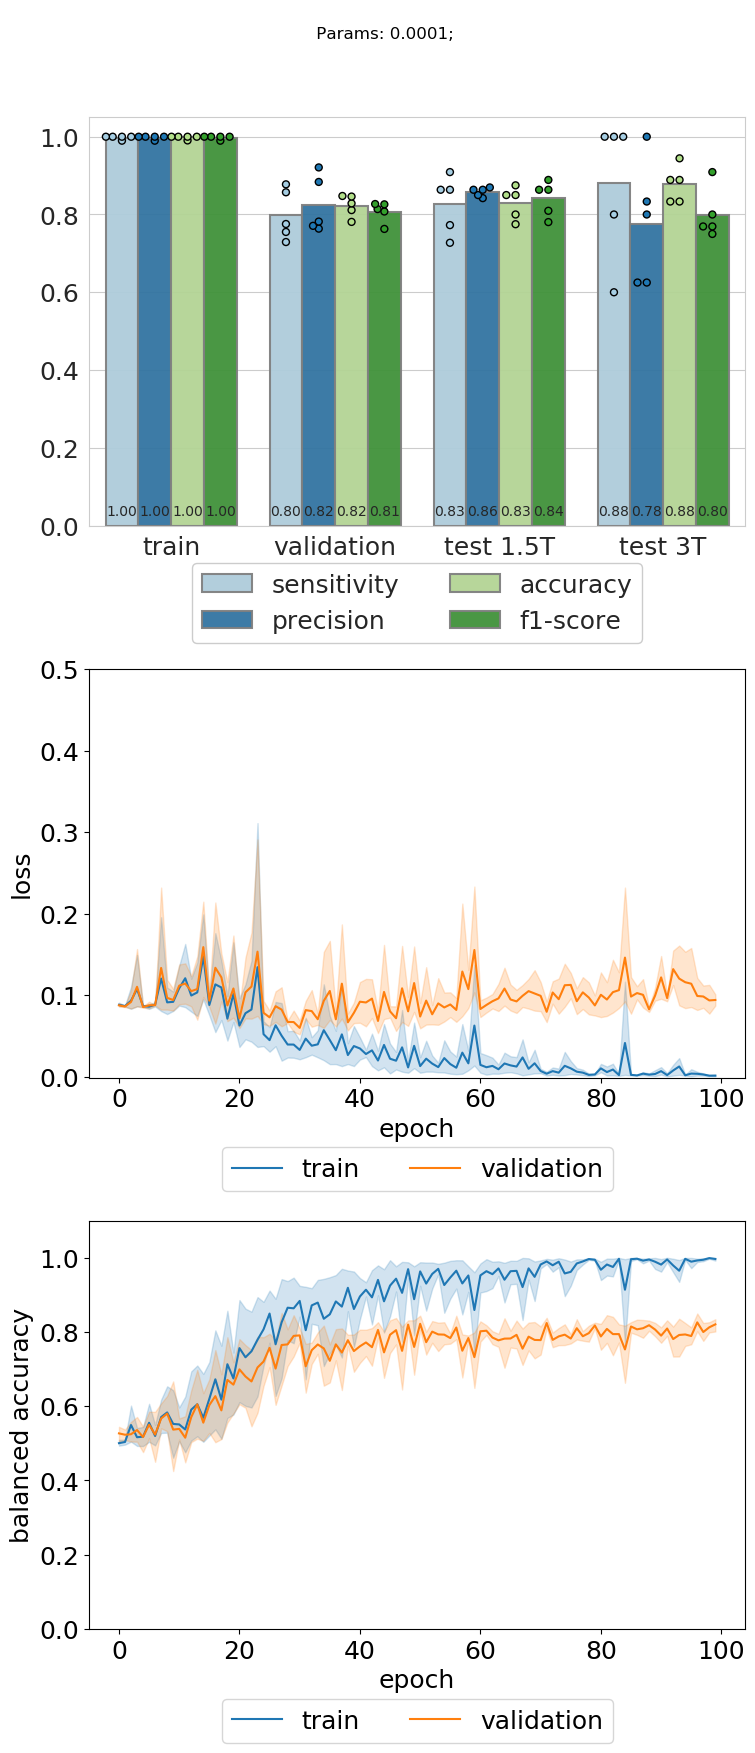 Params: 0.0001;
1.0
0.8
0.6
0.4
0.2
0.0
1.00 1.00 1.00 1.00 0.80 0.82 0.82 0.81 0.83 0.86 0.83 0.84 0.88 0.78 0.88 0.80
train validation test 1.5T test 3T
sensitivity accuracy
precision f1-score
0.5
0.4
0.3
0.2
0.1
0.0
loss
0 20 40 60 80 100
epoch
train validation
1.0
0.8
0.6
0.4
0.2
0.0
balanced accuracy
0 20 40 60 80 100
epoch
train validation